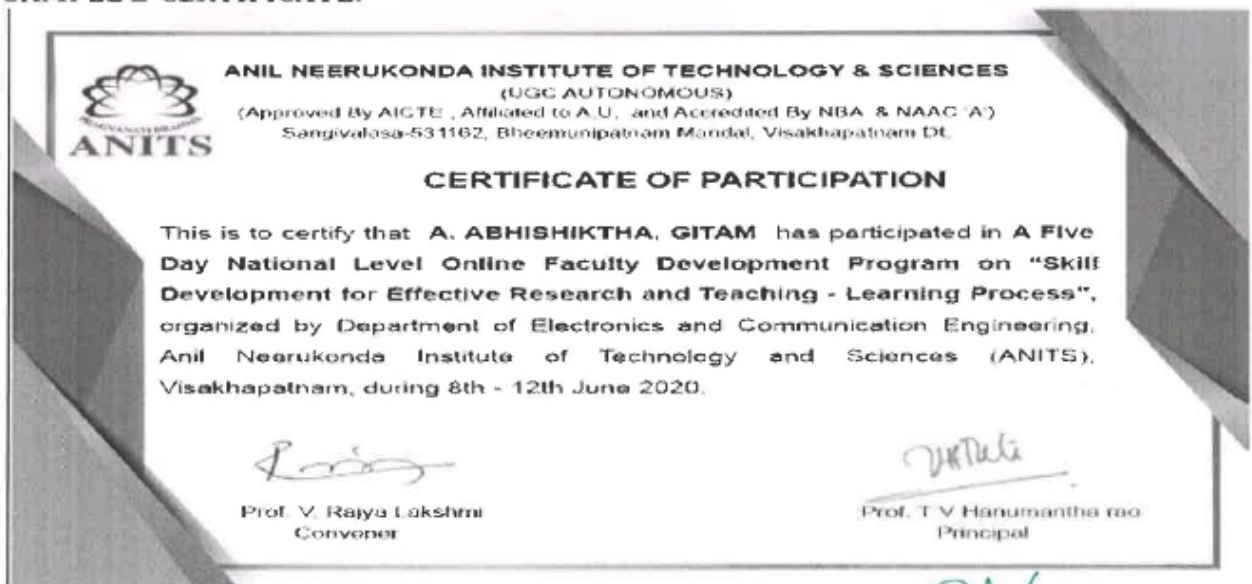 ANIL NEERUKONDA INSTITUTE OF TECHNOLOGY & SCIENCES
(UGC AUTONOMOUS)
(Approved By AICTE , Affiliated to A.U, and Accredited By NBA & NAAC 'A')
Sangivalasa-531162, Bheemunipatnam Mandal, Visakhapatnam Dt.
ANITS
CERTIFICATE OF PARTICIPATION
This is to certify that A. ABHISHIKTHA, GITAM has participated in A Five
Day National Level Online Faculty Development Program on “Skill
Development for Effective Research and Teaching - Learning Process”,
organized by Department of Electronics and Communication Engineering,
Anil Neerukonda Institute of Technology and Sciences (ANITS),
Visakhapatnam, during 8th - 12th June 2020.
Prof. V. Rajya Lakshmi
Convener
Prof. T V Hanumantha rao
Principal